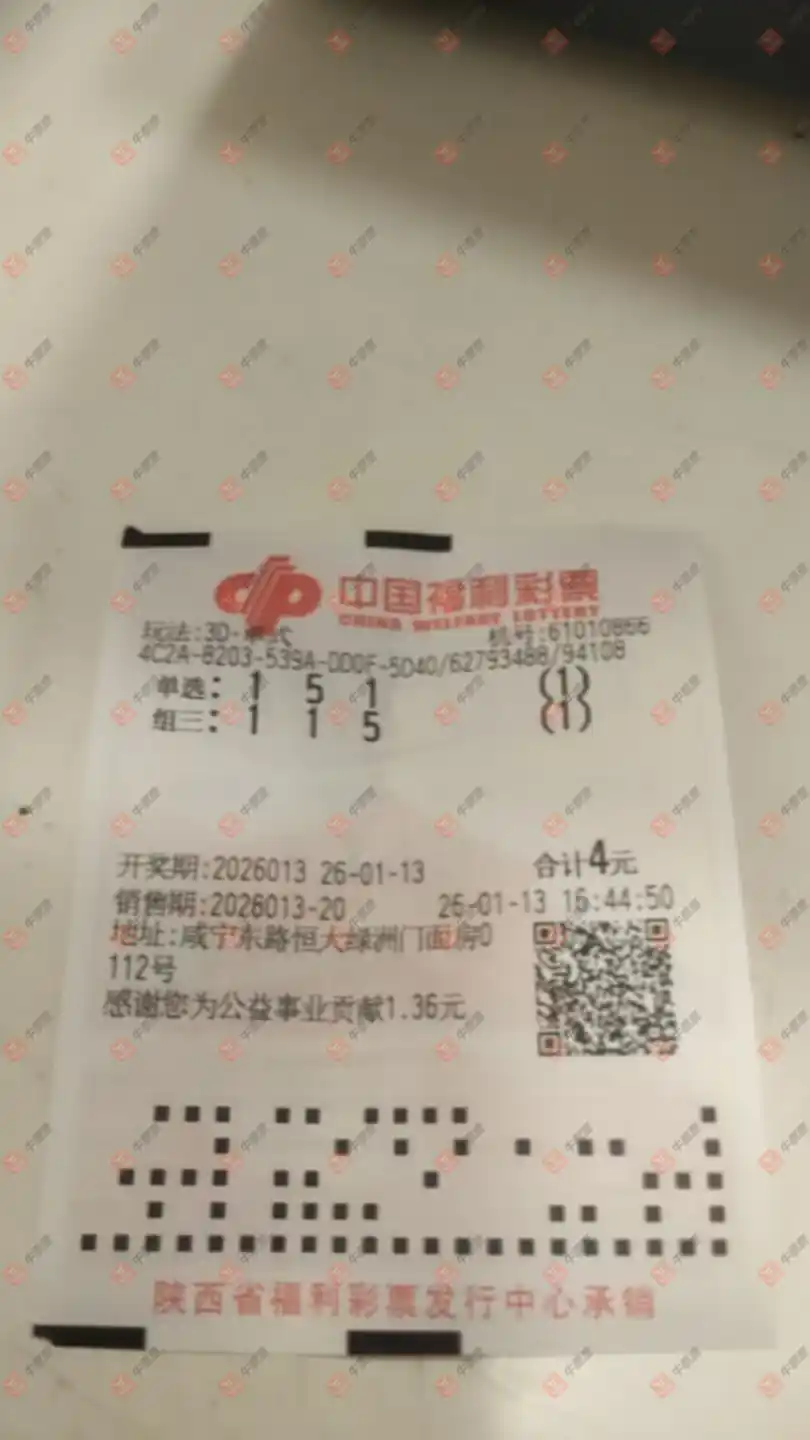 中国福利彩票
CHINA WELFARE LOTTERY
玩法:3D-单式 机号:61010866
4C2A-8203-539A-DD0F-5D40/62793488/94108
单选: 1 5 1 (1)
组三: 1 1 5 (1)
开奖期:2026013 26-01-13 合计4元
销售期:2026013-20 26-01-13 16:44:50
地址:咸宁东路恒大绿洲门面房0
112号
感谢您为公益事业贡献1.36元
陕西省福利彩票发行中心承销